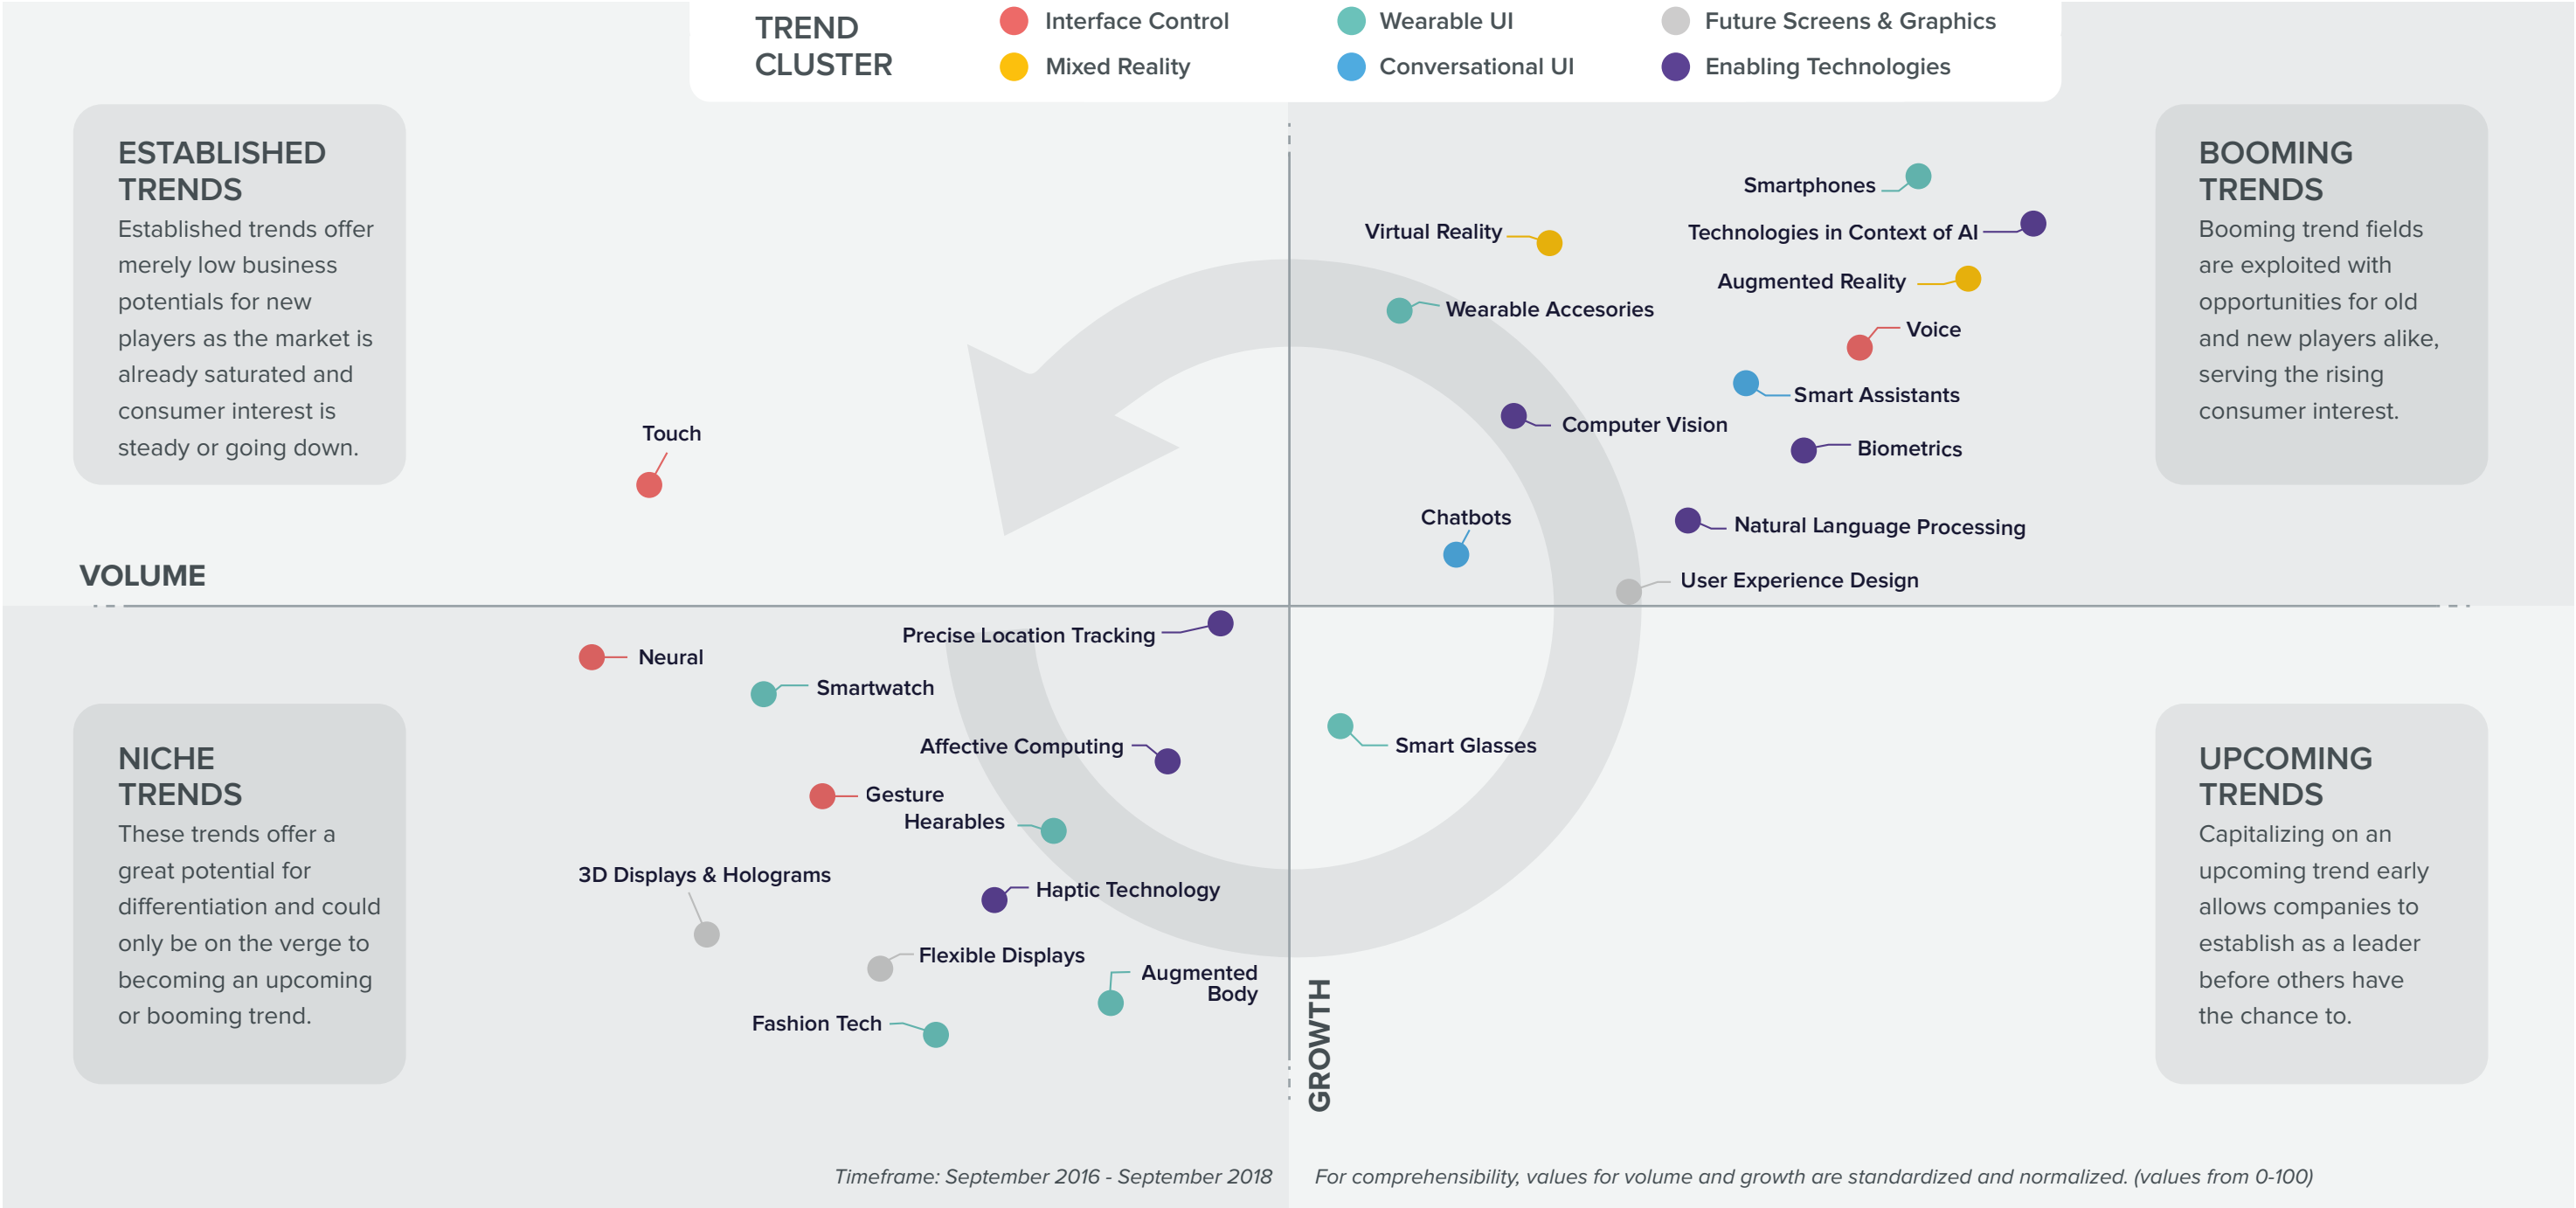 TREND
CLUSTER
Interface Control
Wearable UI
Future Screens & Graphics
Mixed Reality
Conversational UI
Enabling Technologies
ESTABLISHED
TRENDS
Established trends offer
merely low business
potentials for new
players as the market is
already saturated and
consumer interest is
steady or going down.
BOOMING
TRENDS
Booming trend fields
are exploited with
opportunities for old
and new players alike,
serving the rising
consumer interest.
Smartphones
Virtual Reality
Technologies in Context of AI
Augmented Reality
Wearable Accesories
Voice
Smart Assistants
Computer Vision
Touch
Biometrics
Chatbots
Natural Language Processing
User Experience Design
VOLUME
Precise Location Tracking
Neural
Smartwatch
Affective Computing
Smart Glasses
Gesture
Hearables
3D Displays & Holograms
Haptic Technology
Flexible Displays
Augmented
Body
Fashion Tech
GROWTH
NICHE
TRENDS
These trends offer a
great potential for
differentiation and could
only be on the verge to
becoming an upcoming
or booming trend.
UPCOMING
TRENDS
Capitalizing on an
upcoming trend early
allows companies to
establish as a leader
before others have
the chance to.
Timeframe: September 2016 - September 2018
For comprehensibility, values for volume and growth are standardized and normalized. (values from 0-100)